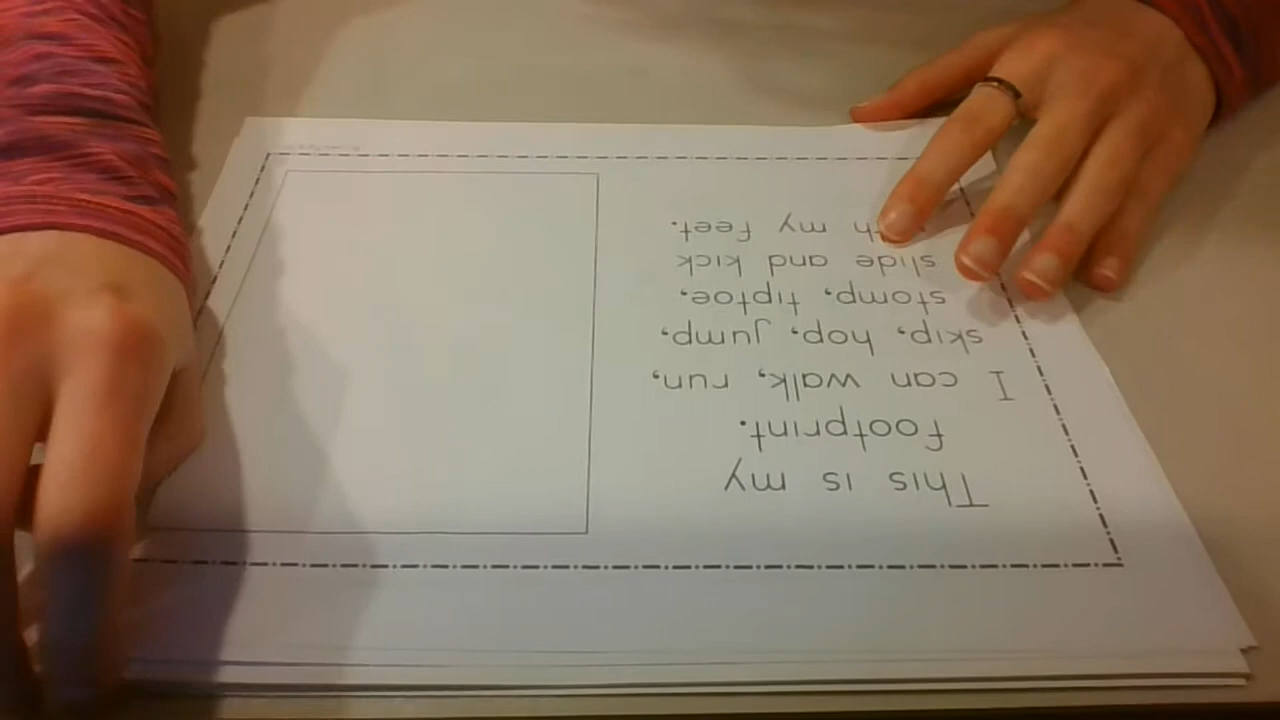 This is my
footprint.
I can walk, run,
skip, hop, jump,
stomp, tiptoe,
slide and kick
my feet.